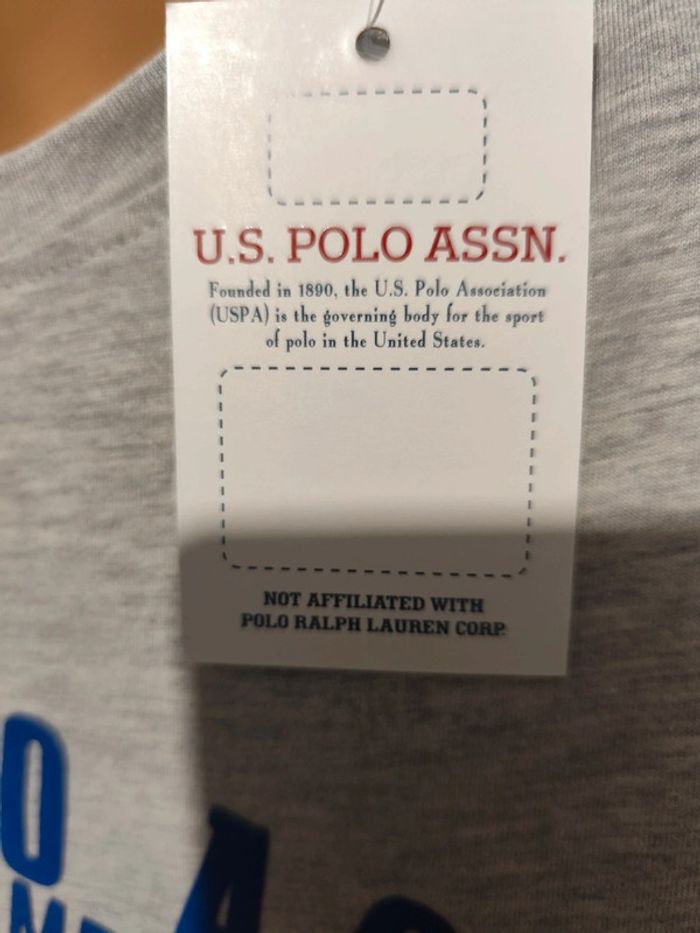 U.S. POLO ASSN.
Founded in 1890, the U.S. Polo Association
(USPA) is the governing body for the sport
of polo in the United States.
NOT AFFILIATED WITH
POLO RALPH LAUREN CORP.